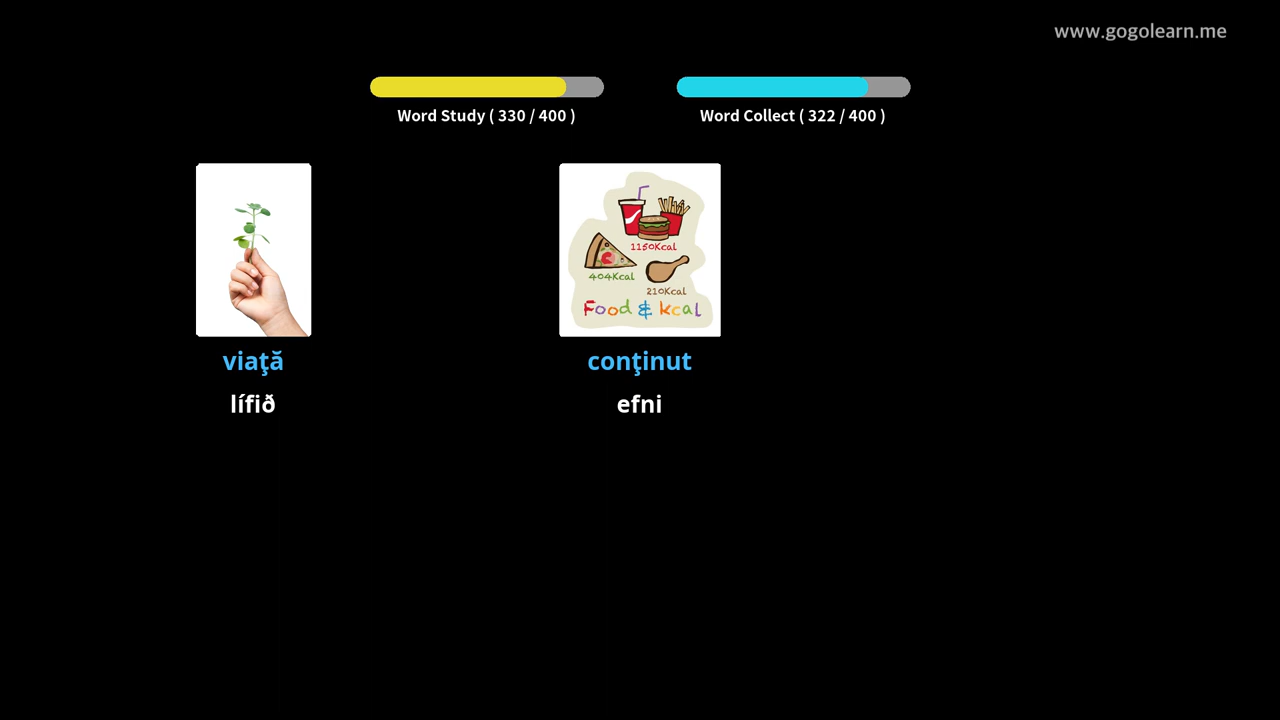 www.gogolearn.me
Word Study ( 330 / 400 )
Word Collect ( 322 / 400 )
1150Kcal
404Kcal
210Kcal
Food & kcal
viaţă
conţinut
lífið
efni